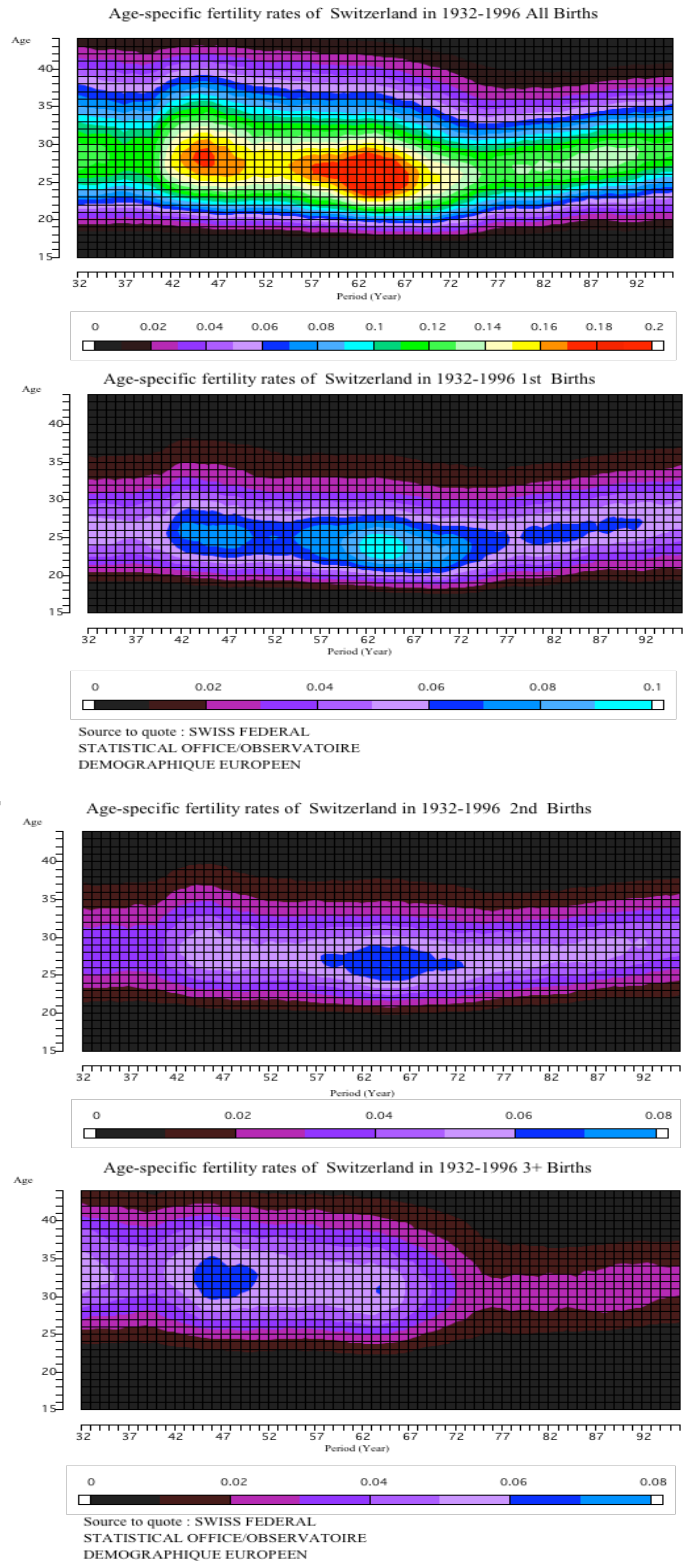 Age-specific fertility rates of  Switzerland in 1932-1996 All Births
Age
40
35
30
25
20
15
32 37 42 47 52 57 62 67 72 77 82 87 92
Period (Year)
0 0.02 0.04 0.06 0.08 0.1 0.12 0.14 0.16 0.18 0.2
Age-specific fertility rates of  Switzerland in 1932-1996 1st  Births
Age
40
35
30
25
20
15
32 37 42 47 52 57 62 67 72 77 82 87 92
Period (Year)
0 0.02 0.04 0.06 0.08 0.1
Source to quote : SWISS FEDERAL
STATISTICAL OFFICE/OBSERVATOIRE
DEMOGRAPHIQUE EUROPEEN
Age-specific fertility rates of  Switzerland in 1932-1996  2nd  Births
Age
40
35
30
25
20
15
32 37 42 47 52 57 62 67 72 77 82 87 92
Period (Year)
0 0.02 0.04 0.06 0.08
Age-specific fertility rates of  Switzerland in 1932-1996 3+ Births
Age
40
35
30
25
20
15
32 37 42 47 52 57 62 67 72 77 82 87 92
Period (Year)
0 0.02 0.04 0.06 0.08
Source to quote : SWISS FEDERAL
STATISTICAL OFFICE/OBSERVATOIRE
DEMOGRAPHIQUE EUROPEEN